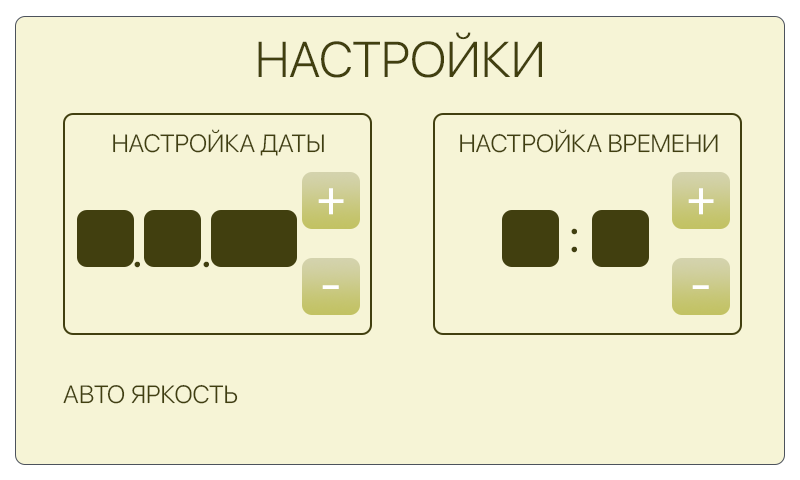 НАСТРОЙКИ
НАСТРОЙКА ДАТЫ
НАСТРОЙКА ВРЕМЕНИ
+
+
. .
:
-
-
АВТО ЯРКОСТЬ